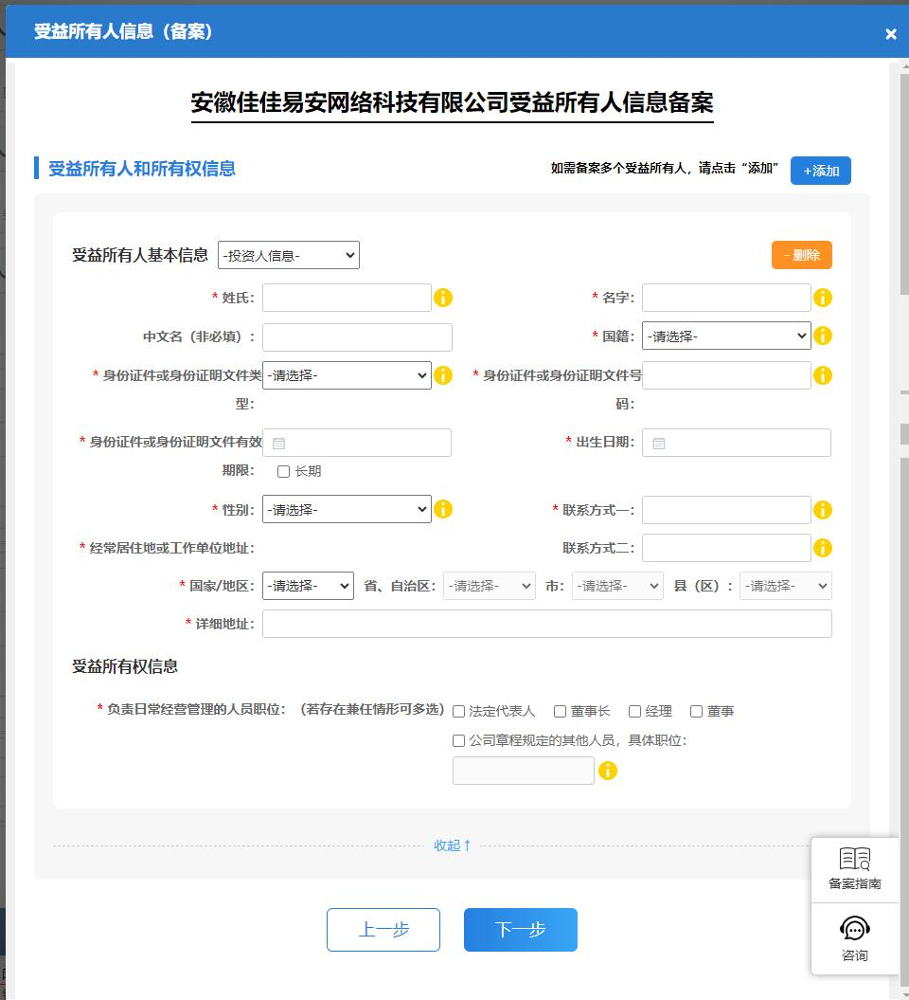 受益所有人信息（备案）
×
安徽佳佳易安网络科技有限公司受益所有人信息备案
受益所有人和所有权信息
如需备案多个受益所有人，请点击“添加” +添加
受益所有人基本信息 -投资人信息- - 删除
* 姓氏： * 名字：
中文名（非必填）： * 国籍： -请选择-
* 身份证件或身份证明文件类型： -请选择- * 身份证件或身份证明文件号码：
* 身份证件或身份证明文件有效期限： 长期 * 出生日期：
* 性别： -请选择- * 联系方式一：
* 经常居住地或工作单位地址： 联系方式二：
* 国家/地区： -请选择- 省、自治区： -请选择- 市： -请选择- 县（区）： -请选择-
* 详细地址：
受益所有权信息
* 负责日常经营管理的人员职位：（若存在兼任情形可多选） 法定代表人 董事长 经理 董事
公司章程规定的其他人员，具体职位：
收起↑
备案指南
上一步 下一步
咨询